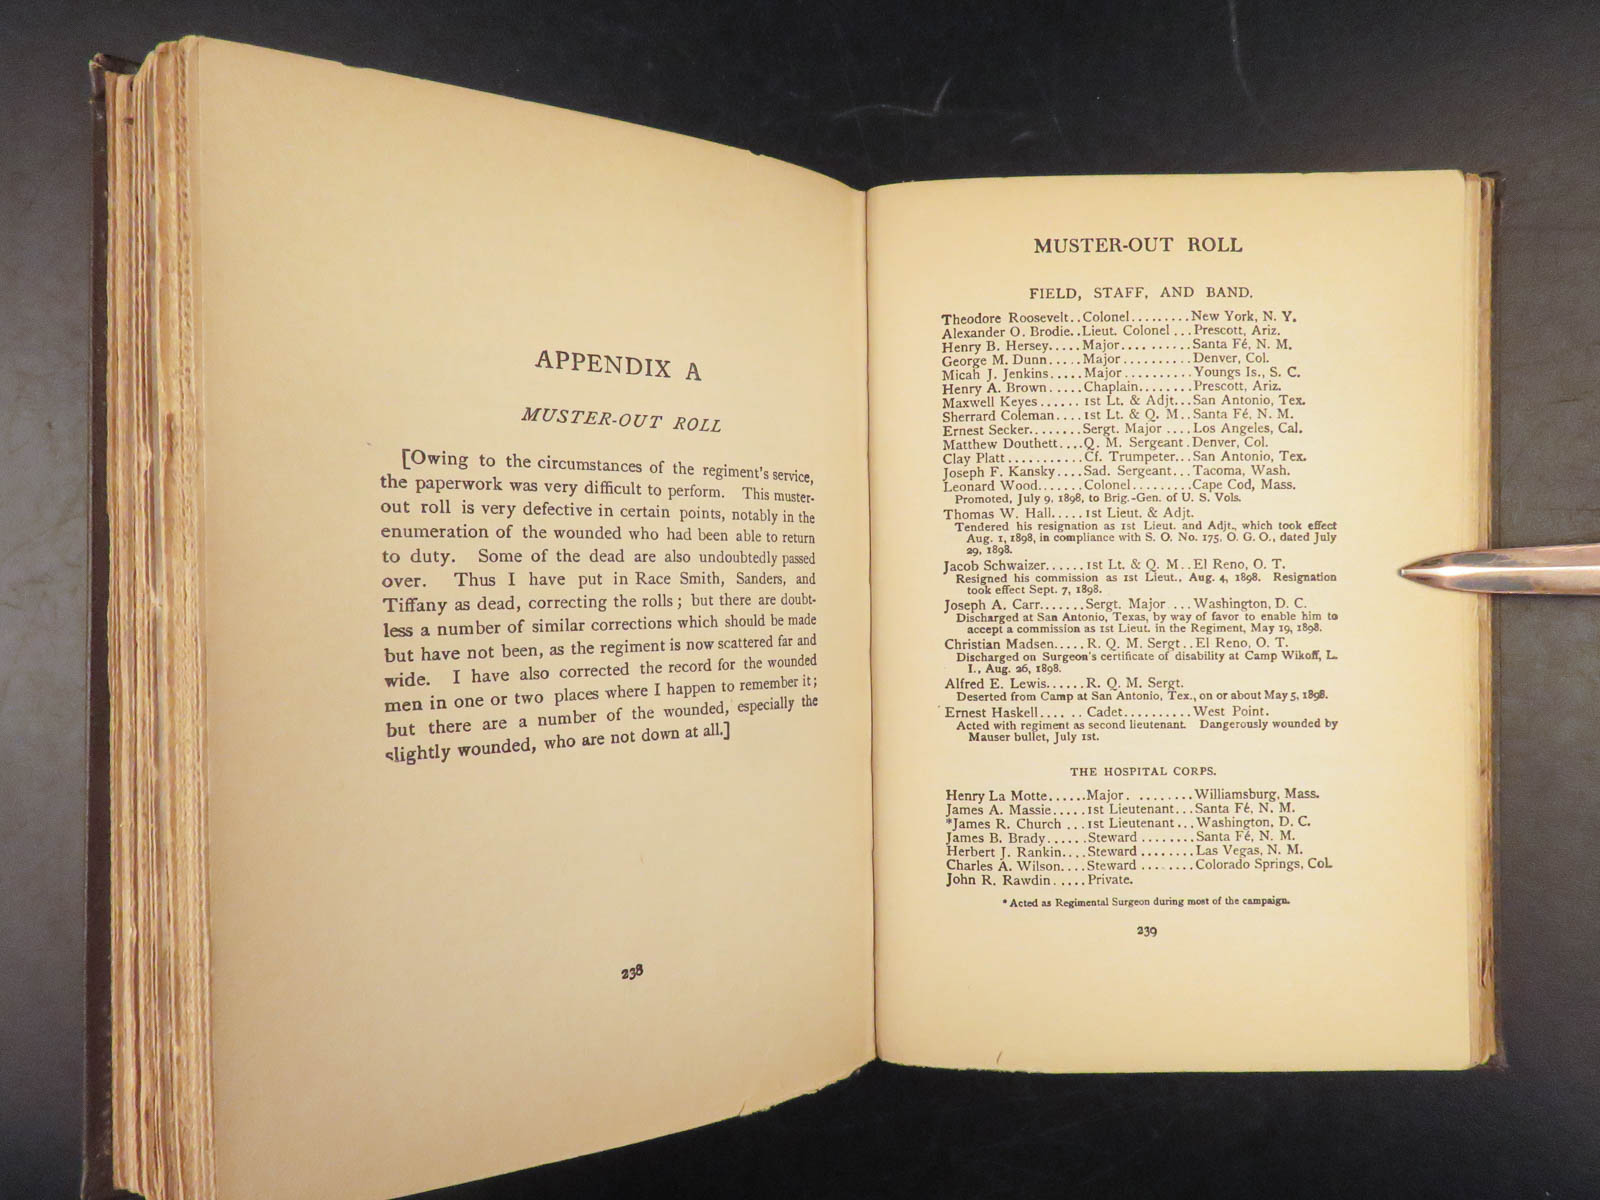 APPENDIX A
MUSTER-OUT ROLL
[Owing to the circumstances of the regiment's service,
the paperwork was very difficult to perform. This muster-
out roll is very defective in certain points, notably in the
enumeration of the wounded who had been able to return
to duty. Some of the dead are also undoubtedly passed
over. Thus I have put in Race Smith, Sanders, and
Tiffany as dead, correcting the rolls; but there are doubt-
less a number of similar corrections which should be made
but have not been, as the regiment is now scattered far and
wide. I have also corrected the record for the wounded
men in one or two places where I happen to remember it;
but there are a number of the wounded, especially the
slightly wounded, who are not down at all.]
238
MUSTER-OUT ROLL
FIELD, STAFF, AND BAND.
Theodore Roosevelt..Colonel.........New York, N. Y.
Alexander O. Brodie..Lieut. Colonel...Prescott, Ariz.
Henry B. Hersey.....Major..........Santa Fé, N. M.
George M. Dunn.....Major..........Denver, Col.
Micah J. Jenkins.....Major..........Youngs Is., S. C.
Henry A. Brown.....Chaplain........Prescott, Ariz.
Maxwell Keyes......1st Lt. & Adjt...San Antonio, Tex.
Sherrard Coleman....1st Lt. & Q. M..Santa Fé, N. M.
Ernest Secker........Sergt. Major....Los Angeles, Cal.
Matthew Douthett....Q. M. Sergeant.Denver, Col.
Clay Platt...........Cf. Trumpeter...San Antonio, Tex.
Joseph F. Kansky....Sad. Sergeant...Tacoma, Wash.
Leonard Wood.......Colonel.........Cape Cod, Mass.
Promoted, July 9, 1898, to Brig.-Gen. of U. S. Vols.
Thomas W. Hall.....1st Lieut. & Adjt.
Tendered his resignation as 1st Lieut. and Adjt., which took effect
Aug. 1, 1898, in compliance with S. O. No. 175, O. G. O., dated July
29, 1898.
Jacob Schwaizer......1st Lt. & Q. M..El Reno, O. T.
Resigned his commission as 1st Lieut., Aug. 4, 1898. Resignation
took effect Sept. 7, 1898.
Joseph A. Carr.......Sergt. Major...Washington, D. C.
Discharged at San Antonio, Texas, by way of favor to enable him to
accept a commission as 1st Lieut. in the Regiment, May 19, 1898.
Christian Madsen.....R. Q. M. Sergt..El Reno, O. T.
Discharged on Surgeon's certificate of disability at Camp Wikoff, L.
I., Aug. 26, 1898.
Alfred E. Lewis......R. Q. M. Sergt.
Deserted from Camp at San Antonio, Tex., on or about May 5, 1898.
Ernest Haskell......Cadet..........West Point.
Acted with regiment as second lieutenant. Dangerously wounded by
Mauser bullet, July 1st.
THE HOSPITAL CORPS.
Henry La Motte......Major.........Williamsburg, Mass.
James A. Massie.....1st Lieutenant...Santa Fé, N. M.
*James R. Church...1st Lieutenant...Washington, D. C.
James B. Brady......Steward........Santa Fé, N. M.
Herbert J. Rankin....Steward........Las Vegas, N. M.
Charles A. Wilson....Steward........Colorado Springs, Col.
John R. Rawdin.....Private.
*Acted as Regimental Surgeon during most of the campaign.
239